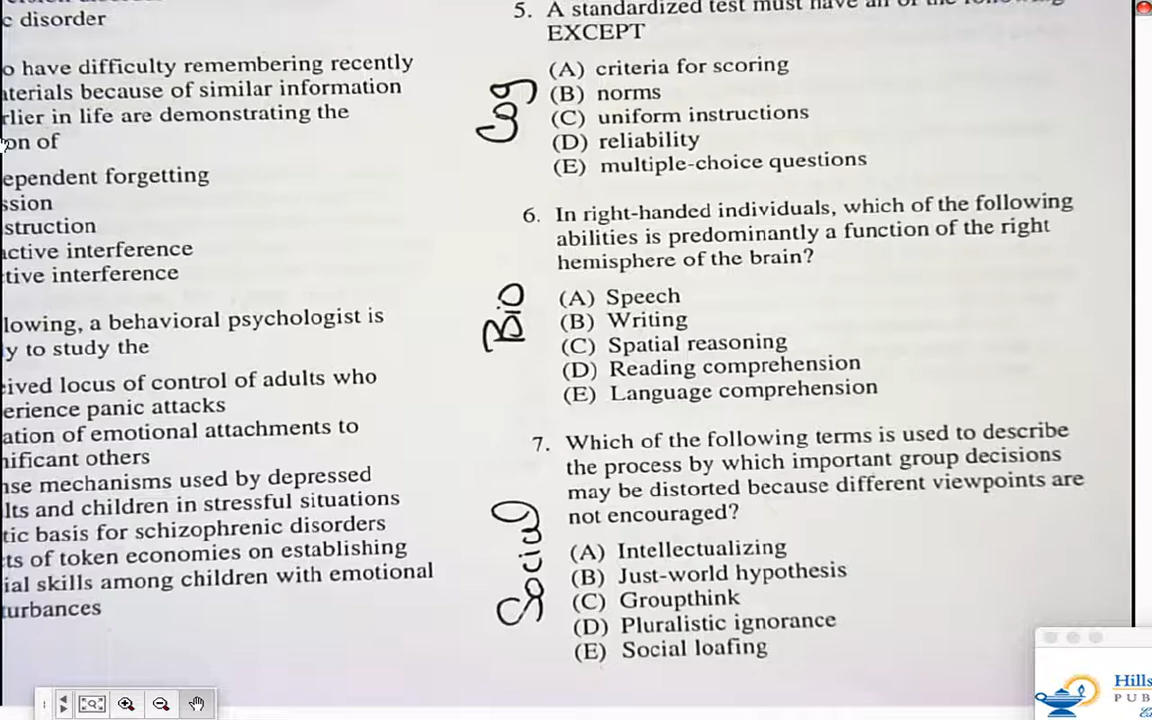 c disorder
o have difficulty remembering recently
aterials because of similar information
rlier in life are demonstrating the
on of
ependent forgetting
ssion
struction
active interference
ctive interference
lowing, a behavioral psychologist is
y to study the
eived locus of control of adults who
erience panic attacks
ation of emotional attachments to
nificant others
nse mechanisms used by depressed
lts and children in stressful situations
tic basis for schizophrenic disorders
ts of token economies on establishing
ial skills among children with emotional
turbances
5. A standardized test must have all of the following
EXCEPT
(A) criteria for scoring
(B) norms
(C) uniform instructions
(D) reliability
(E) multiple-choice questions
6. In right-handed individuals, which of the following
abilities is predominantly a function of the right
hemisphere of the brain?
Bio
(A) Speech
(B) Writing
(C) Spatial reasoning
(D) Reading comprehension
(E) Language comprehension
7. Which of the following terms is used to describe
the process by which important group decisions
may be distorted because different viewpoints are
not encouraged?
Social
(A) Intellectualizing
(B) Just-world hypothesis
(C) Groupthink
(D) Pluralistic ignorance
(E) Social loafing
Hills
PUB